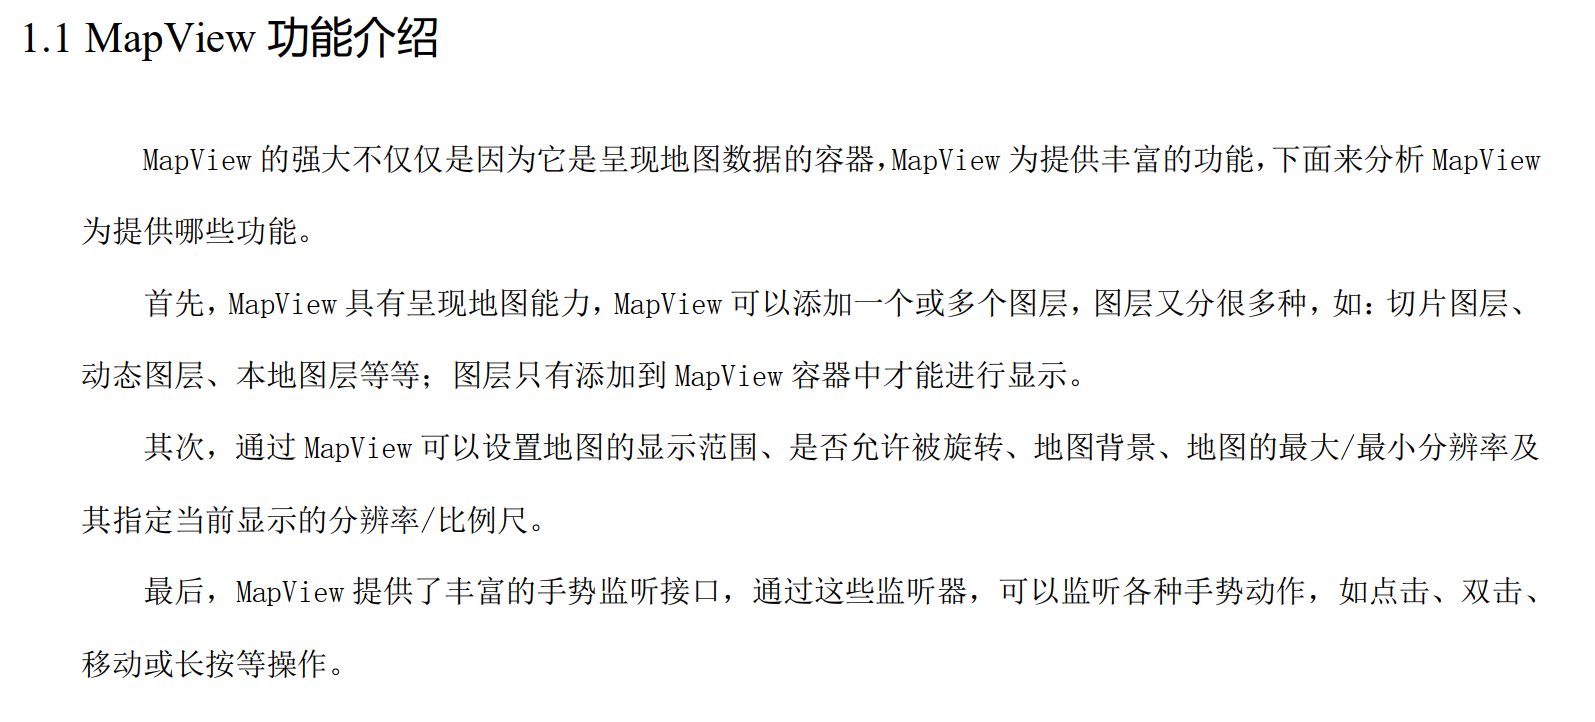 1.1 MapView 功能介绍
MapView 的强大不仅仅是因为它是呈现地图数据的容器，MapView 为提供丰富的功能，下面来分析 MapView
为提供哪些功能。
首先，MapView 具有呈现地图能力，MapView 可以添加一个或多个图层，图层又分很多种，如：切片图层、
动态图层、本地图层等等；图层只有添加到 MapView 容器中才能进行显示。
其次，通过 MapView 可以设置地图的显示范围、是否允许被旋转、地图背景、地图的最大/最小分辨率及
其指定当前显示的分辨率/比例尺。
最后，MapView 提供了丰富的手势监听接口，通过这些监听器，可以监听各种手势动作，如点击、双击、
移动或长按等操作。